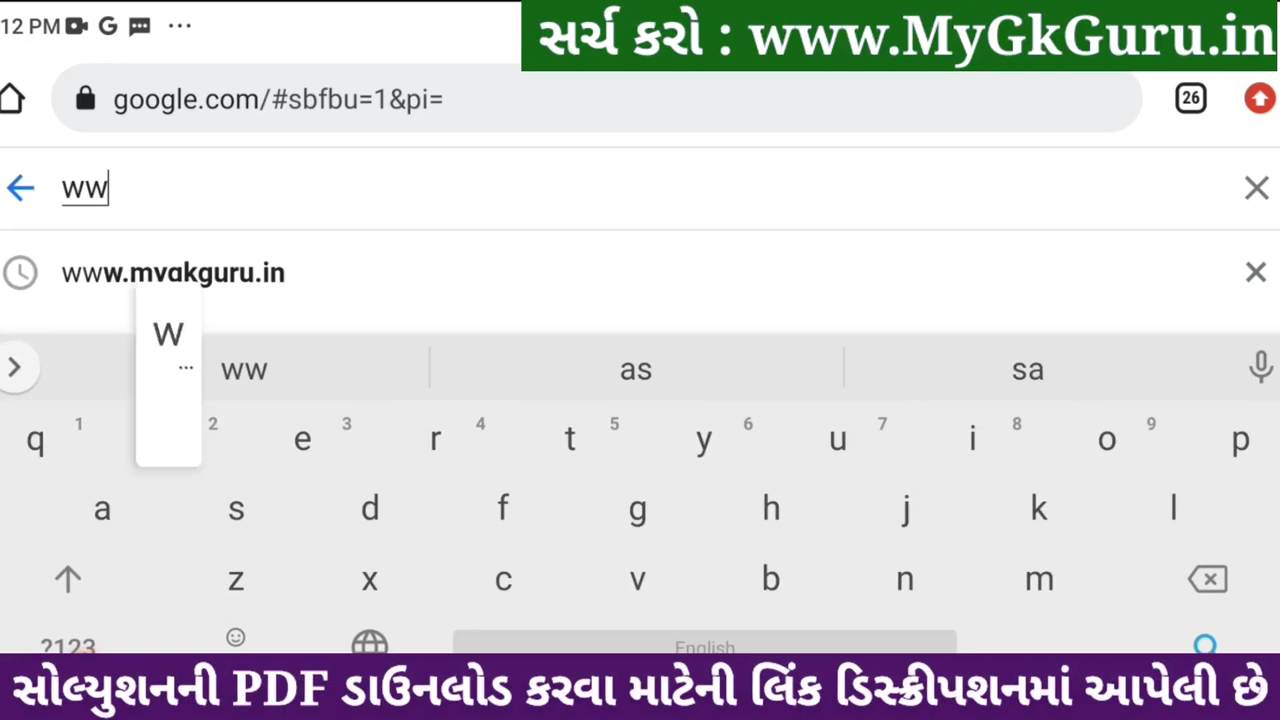 12 PM G ...
સર્ચ કરો : www.MyGkGuru.in
google.com/#sbfbu=1&pi=
26
ww
www.mygkguru.in
w
ww as sa
q 1 2 e 3 r 4 t 5 y 6 u 7 i 8 o 9 p
a s d f g h j k l
z x c v b n m
?123 English
સોલ્યુશનની PDF ડાઉનલોડ કરવા માટેની લિંક ડિસ્ક્રીપશનમાં આપેલી છે